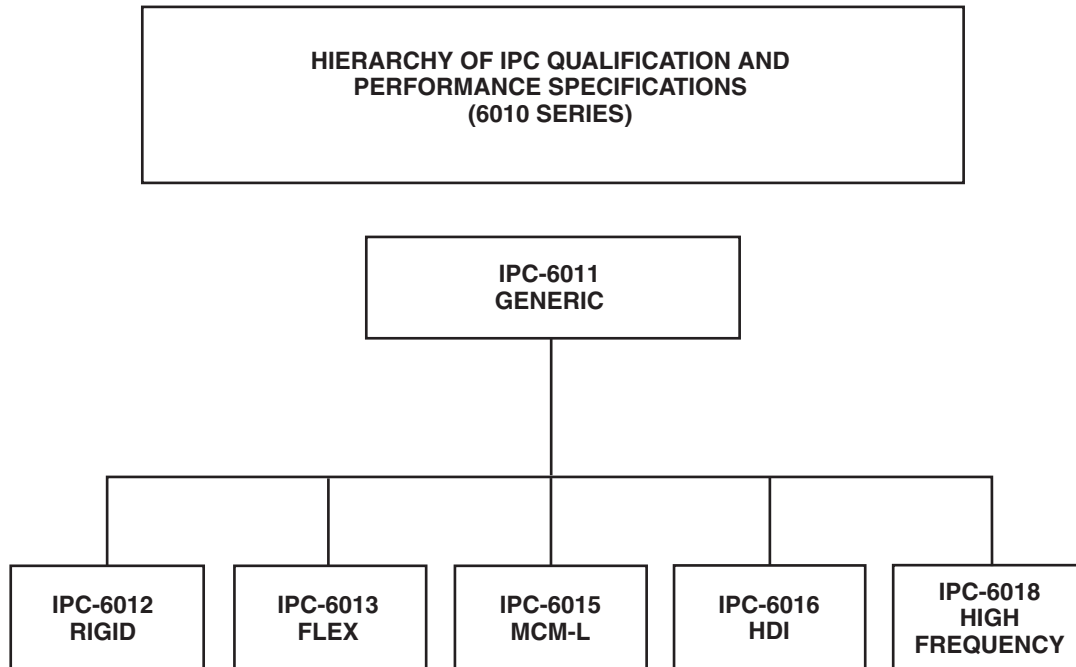 HIERARCHY OF IPC QUALIFICATION AND
PERFORMANCE SPECIFICATIONS
(6010 SERIES)
IPC-6011
GENERIC
IPC-6012
RIGID
IPC-6013
FLEX
IPC-6015
MCM-L
IPC-6016
HDI
IPC-6018
HIGH
FREQUENCY